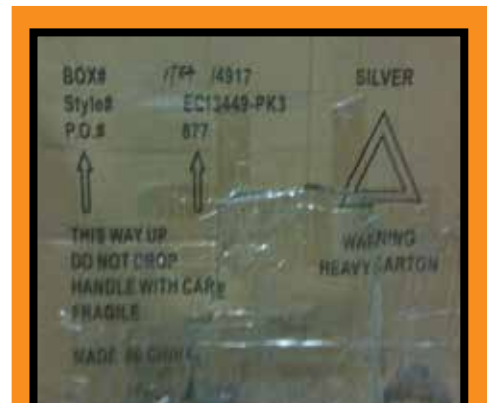 BOX# /4917 SILVER
Style# EC13449-PK3
P.O.# 877
THIS WAY UP
DO NOT DROP
HANDLE WITH CARE
FRAGILE
WARNING
HEAVY CARTON
MADE IN CHINA